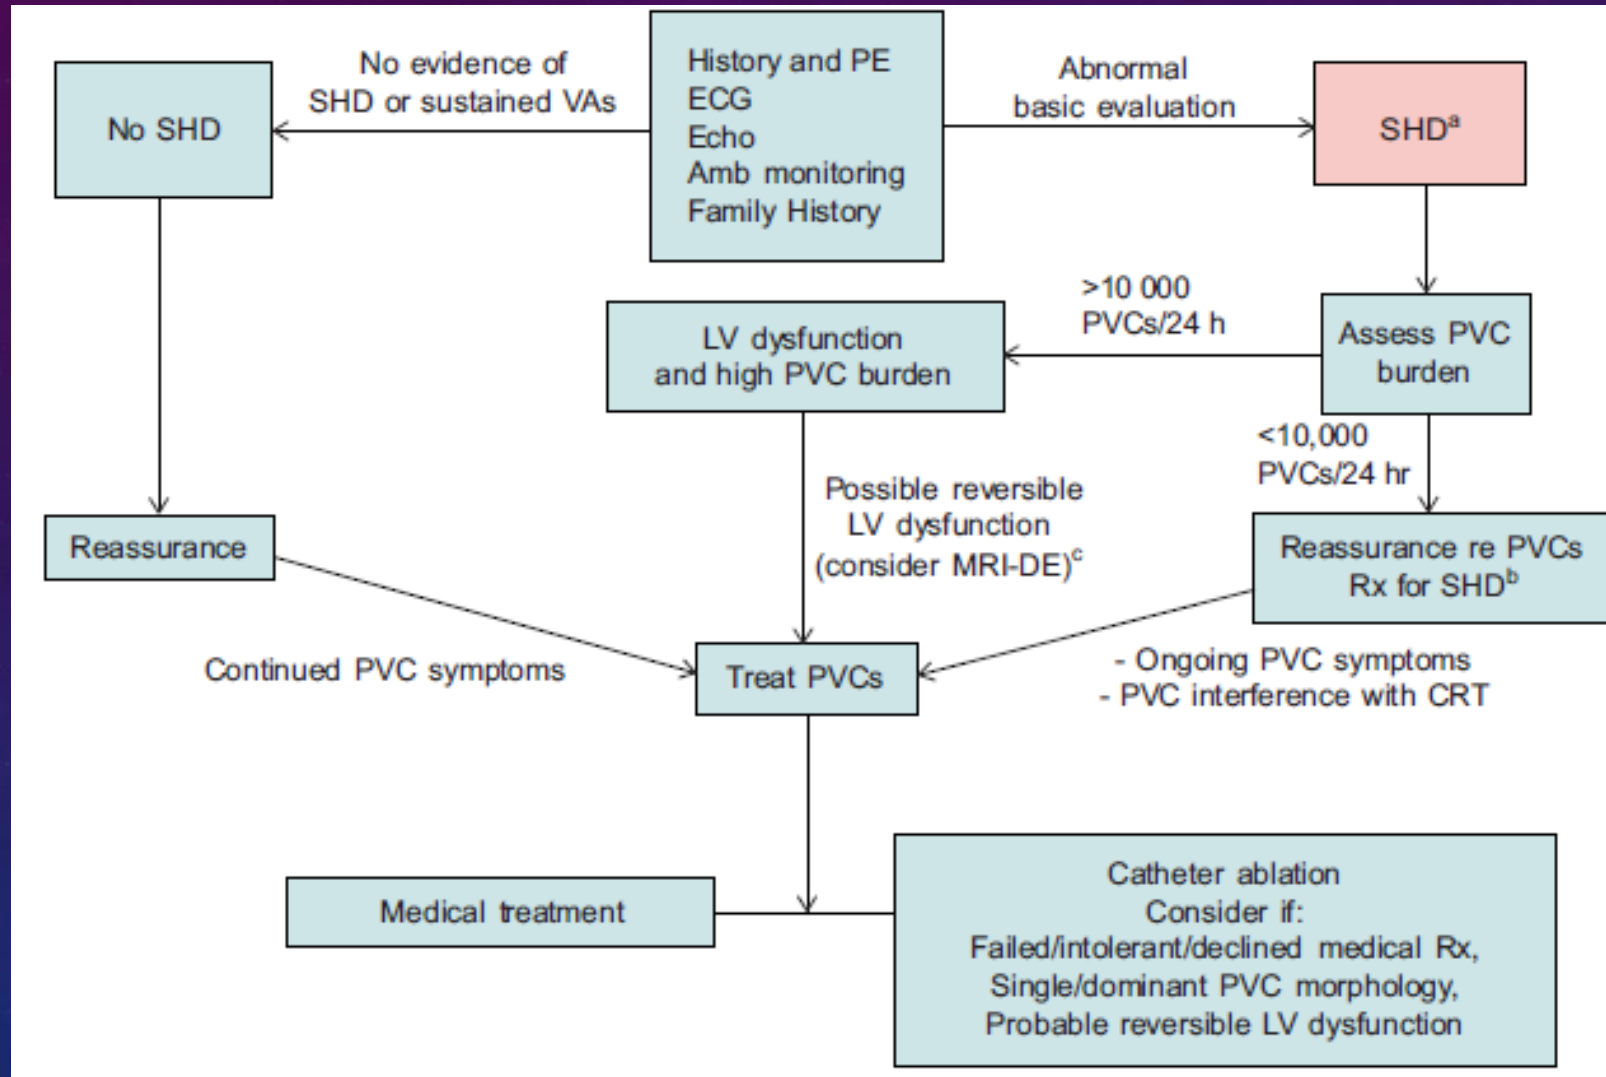 History and PE
ECG
Echo
Amb monitoring
Family History
No evidence of
SHD or sustained VAs
Abnormal
basic evaluation
No SHD
SHDᵃ
>10 000
PVCs/24 h
Assess PVC
burden
LV dysfunction
and high PVC burden
<10,000
PVCs/24 hr
Possible reversible
LV dysfunction
(consider MRI-DE)ᶜ
Reassurance
Reassurance re PVCs
Rx for SHDᵇ
Continued PVC symptoms
Treat PVCs
- Ongoing PVC symptoms
- PVC interference with CRT
Medical treatment
Catheter ablation
Consider if:
Failed/intolerant/declined medical Rx,
Single/dominant PVC morphology,
Probable reversible LV dysfunction